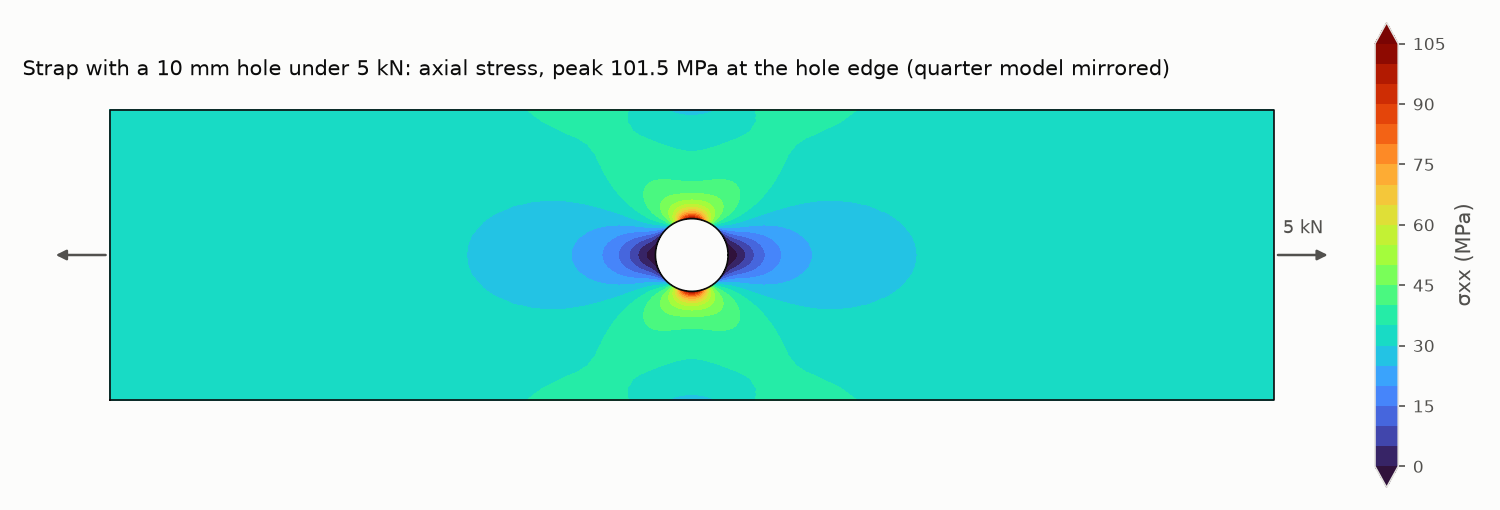 Strap with a 10 mm hole under 5 kN: axial stress, peak 101.5 MPa at the hole edge (quarter model mirrored)
5 kN
105
90
75
60
45
30
15
0
σxx (MPa)